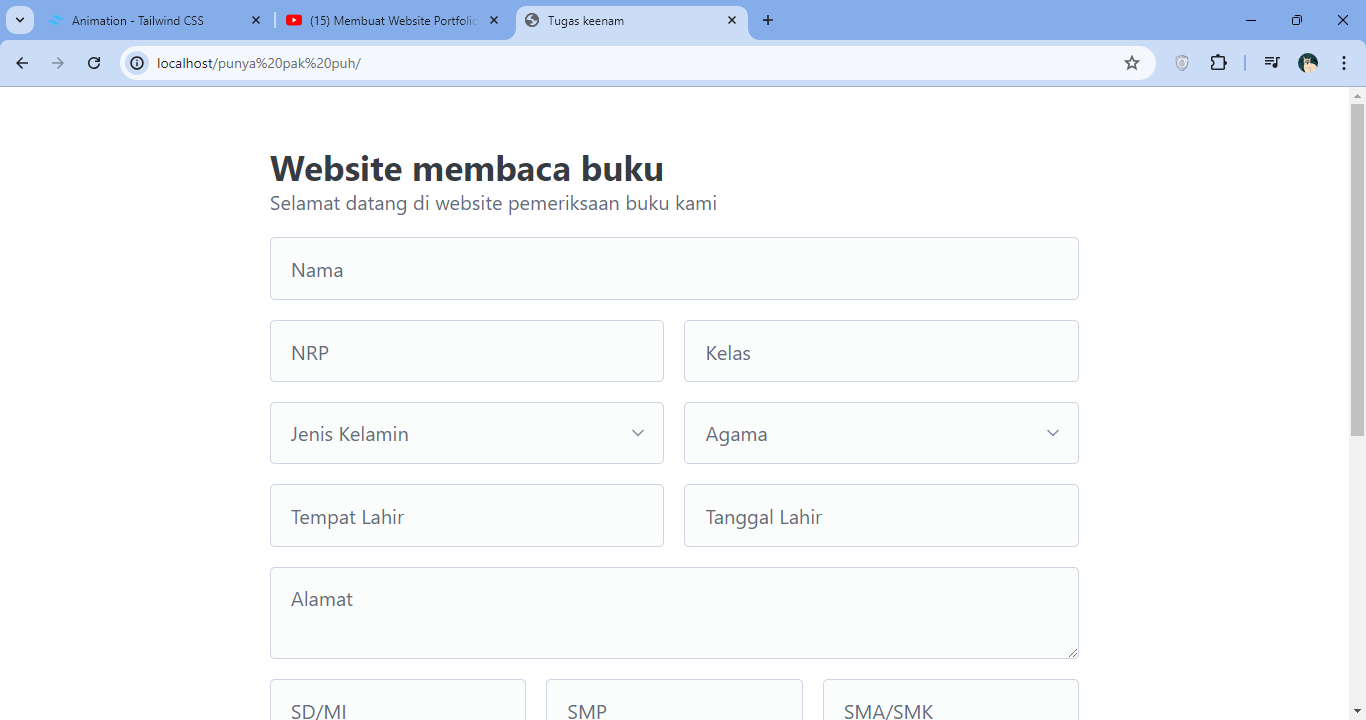 Animation - Tailwind CSS
(15) Membuat Website Portfolio
Tugas keenam
localhost/punya%20pak%20puh/
Website membaca buku
Selamat datang di website pemeriksaan buku kami
Nama
NRP
Kelas
Jenis Kelamin
Agama
Tempat Lahir
Tanggal Lahir
Alamat
SD/MI
SMP
SMA/SMK